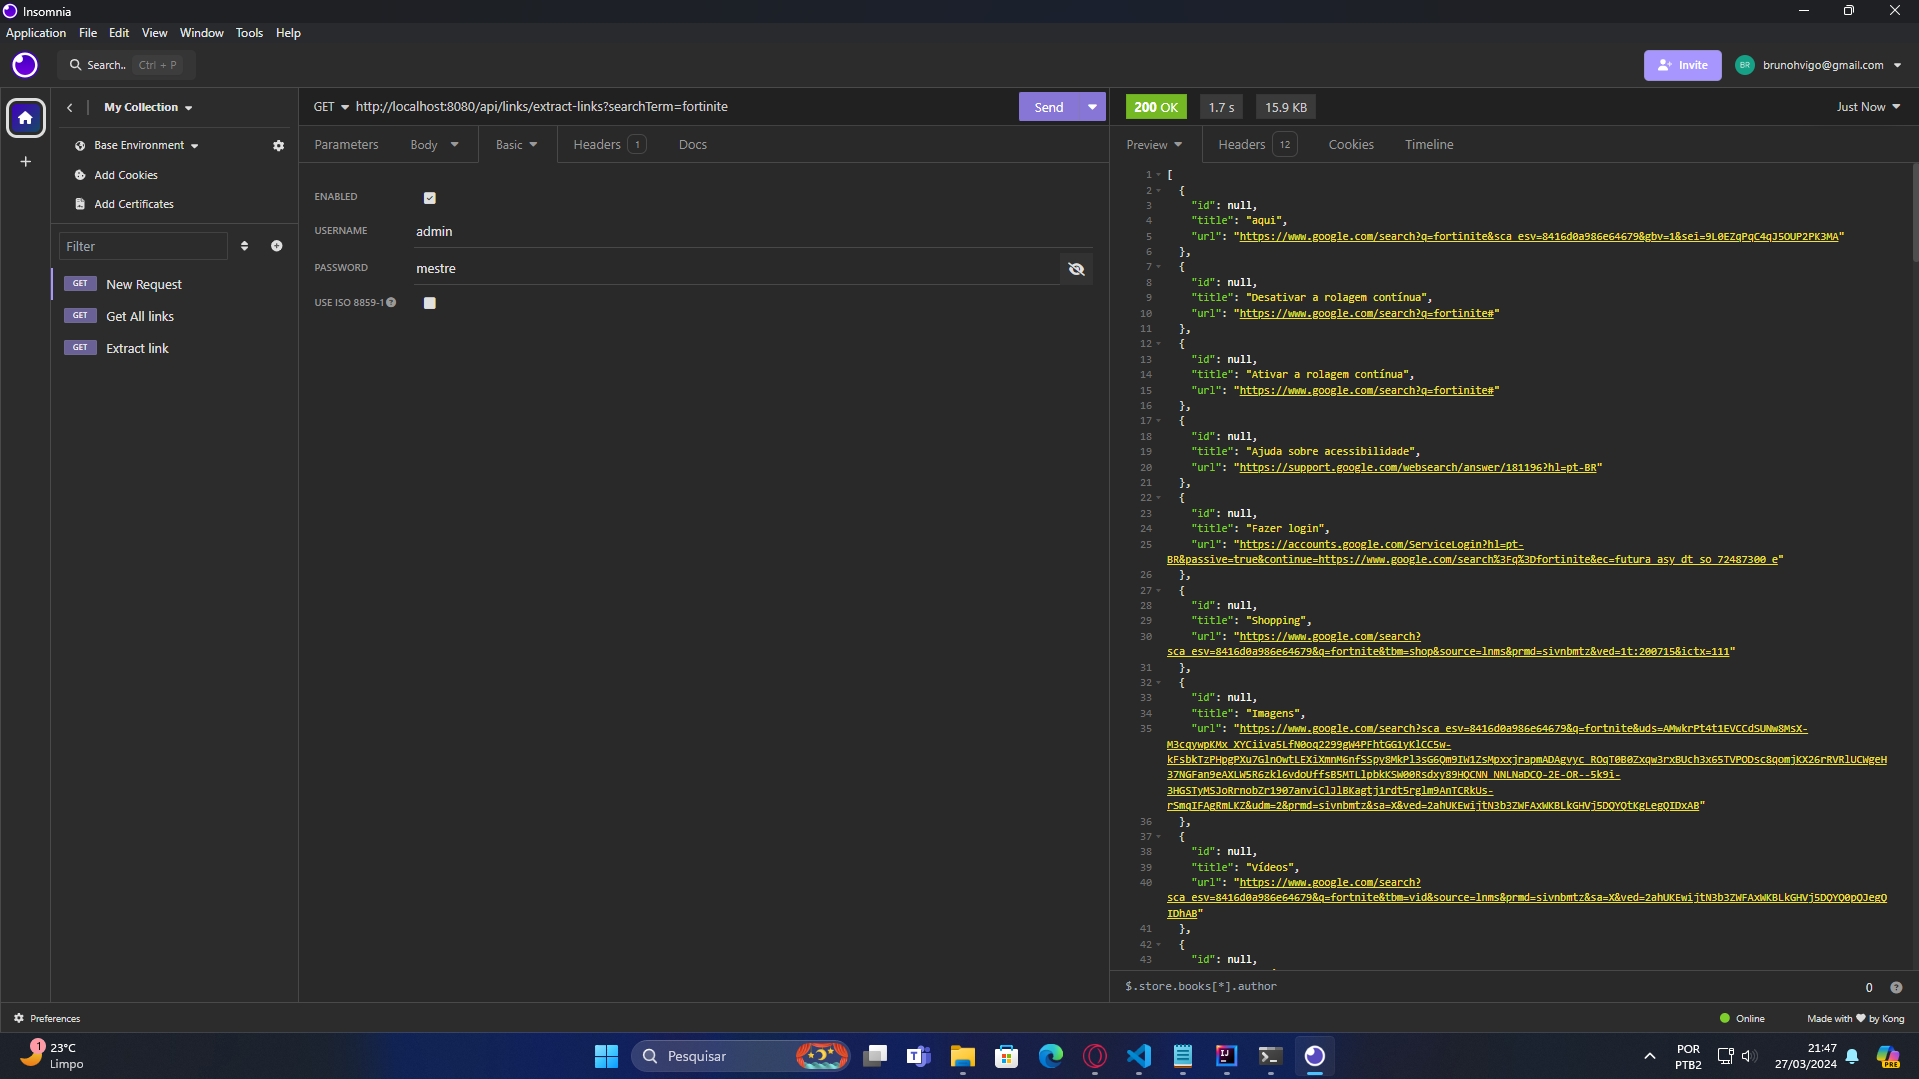 Insomnia
Application File Edit View Window Tools Help
Search.. Ctrl + P
Invite
BR brunohvigo@gmail.com
My Collection
GET http://localhost:8080/api/links/extract-links?searchTerm=fortinite
Send
200 OK 1.7 s 15.9 KB
Just Now
Base Environment
Add Cookies
Add Certificates
Filter
GET New Request
GET Get All links
GET Extract link
Parameters Body Basic Headers 1 Docs
ENABLED
USERNAME admin
PASSWORD mestre
USE ISO 8859-1
Preview Headers 12 Cookies Timeline
1 [
2 {
3 "id": null,
4 "title": "aqui",
5 "url": "https://www.google.com/search?q=fortinite&sca_esv=8416d0a986e64679&gbv=1&sei=9L0EZqPqC4qJ5OUP2PK3MA"
6 },
7 {
8 "id": null,
9 "title": "Desativar a rolagem contínua",
10 "url": "https://www.google.com/search?q=fortinite#"
11 },
12 {
13 "id": null,
14 "title": "Ativar a rolagem contínua",
15 "url": "https://www.google.com/search?q=fortinite#"
16 },
17 {
18 "id": null,
19 "title": "Ajuda sobre acessibilidade",
20 "url": "https://support.google.com/websearch/answer/181196?hl=pt-BR"
21 },
22 {
23 "id": null,
24 "title": "Fazer login",
25 "url": "https://accounts.google.com/ServiceLogin?hl=pt-
BR&passive=true&continue=https://www.google.com/search%3Fq%3Dfortinite&ec=futura_asy_dt_so_72487300_e"
26 },
27 {
28 "id": null,
29 "title": "Shopping",
30 "url": "https://www.google.com/search?
sca_esv=8416d0a986e64679&q=fortnite&tbm=shop&source=lnms&prmd=sivnbmtz&ved=1t:200715&ictx=111"
31 },
32 {
33 "id": null,
34 "title": "Imagens",
35 "url": "https://www.google.com/search?sca_esv=8416d0a986e64679&q=fortnite&uds=AMwkrPt4t1EVCCdSUNw8MsX-
rSmqIFAgRmLKZ&udm=2&prmd=sivnbmtz&sa=X&ved=2ahUKEwijtN3b3ZWFAxWKBLkGHVj5DQYQtKgLegQIDxAB"
36 },
37 {
38 "id": null,
39 "title": "Vídeos",
40 "url": "https://www.google.com/search?
sca_esv=8416d0a986e64679&q=fortnite&tbm=vid&source=lnms&prmd=sivnbmtz&sa=X&ved=2ahUKEwijtN3b3ZWFAxWKBLkGHVj5DQYQ0pQJegQ
IDhAB"
41 },
42 {
43 "id": null,
$.store.books[*].author
0
Preferences
Online
Made with by Kong
1
23°C
Limpo
Pesquisar
POR
PTB2
21:47
27/03/2024
PRE